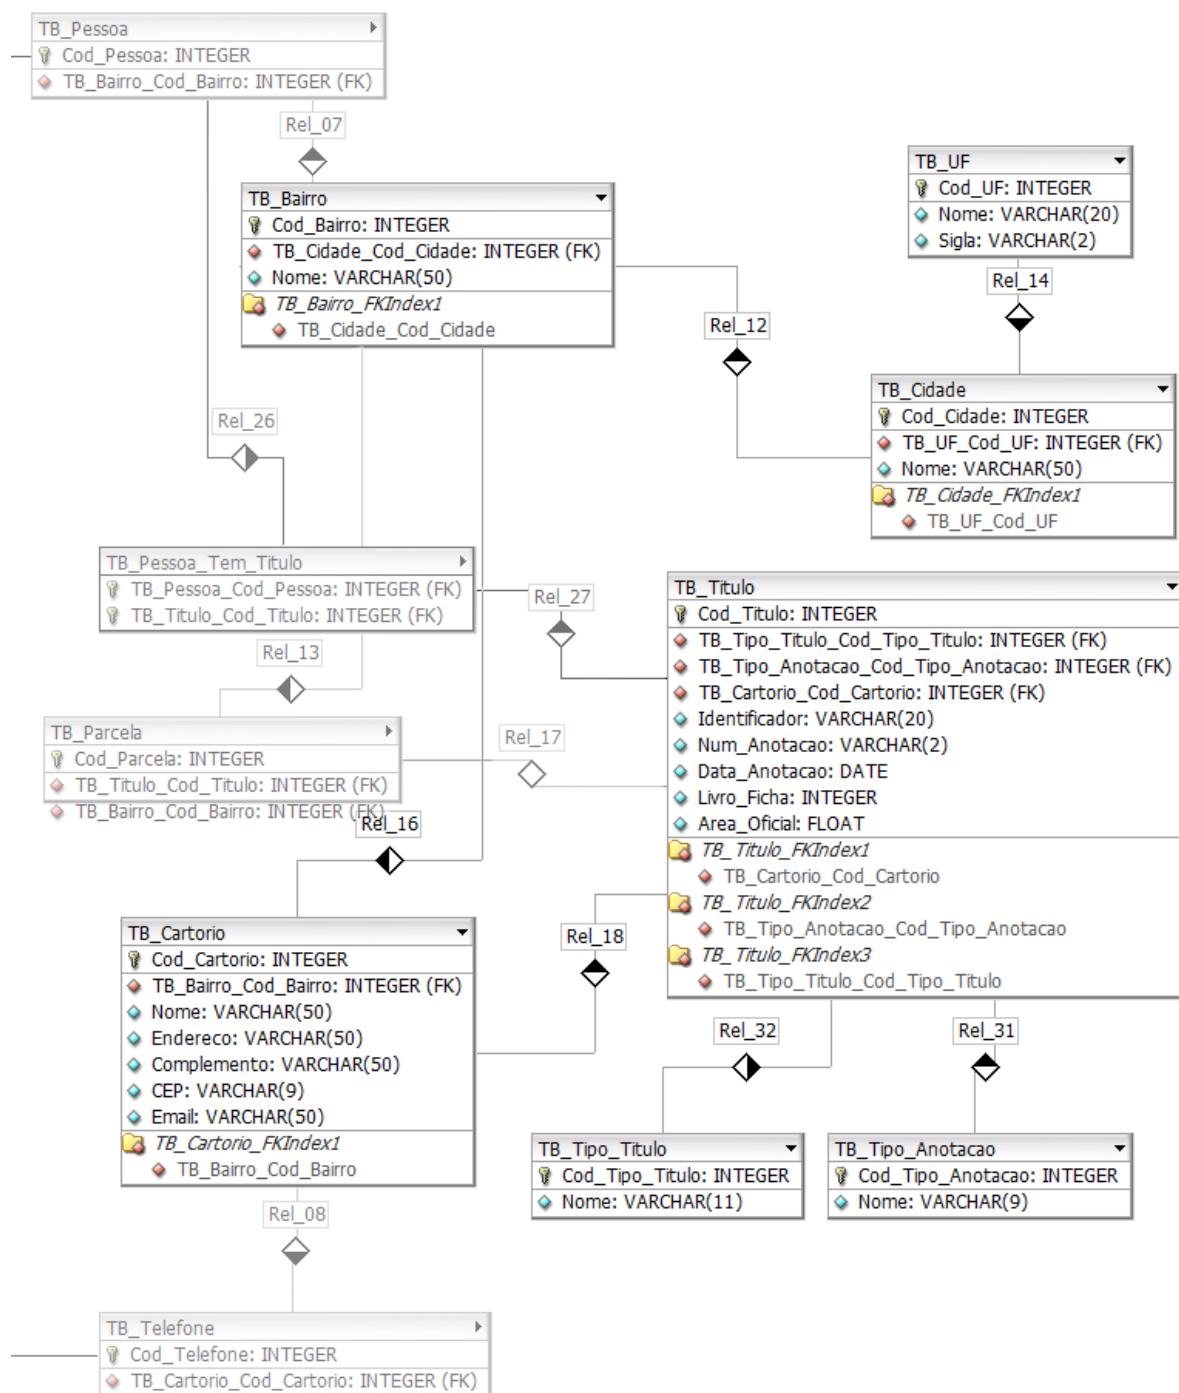 TB_Pessoa
Cod_Pessoa: INTEGER
TB_Bairro_Cod_Bairro: INTEGER (FK)
Rel_07
TB_Bairro
Cod_Bairro: INTEGER
TB_Cidade_Cod_Cidade: INTEGER (FK)
Nome: VARCHAR(50)
TB_Bairro_FKIndex1
TB_Cidade_Cod_Cidade
TB_UF
Cod_UF: INTEGER
Nome: VARCHAR(20)
Sigla: VARCHAR(2)
Rel_14
Rel_12
TB_Cidade
Cod_Cidade: INTEGER
TB_UF_Cod_UF: INTEGER (FK)
Nome: VARCHAR(50)
TB_Cidade_FKIndex1
TB_UF_Cod_UF
Rel_26
TB_Pessoa_Tem_Titulo
TB_Pessoa_Cod_Pessoa: INTEGER (FK)
TB_Titulo_Cod_Titulo: INTEGER (FK)
Rel_27
Rel_13
TB_Titulo
Cod_Titulo: INTEGER
TB_Tipo_Titulo_Cod_Tipo_Titulo: INTEGER (FK)
TB_Tipo_Anotacao_Cod_Tipo_Anotacao: INTEGER (FK)
TB_Cartorio_Cod_Cartorio: INTEGER (FK)
Identificador: VARCHAR(20)
Num_Anotacao: VARCHAR(2)
Data_Anotacao: DATE
Livro_Ficha: INTEGER
Area_Oficial: FLOAT
TB_Titulo_FKIndex1
TB_Cartorio_Cod_Cartorio
TB_Titulo_FKIndex2
TB_Tipo_Anotacao_Cod_Tipo_Anotacao
TB_Titulo_FKIndex3
TB_Tipo_Titulo_Cod_Tipo_Titulo
TB_Parcela
Cod_Parcela: INTEGER
TB_Titulo_Cod_Titulo: INTEGER (FK)
TB_Bairro_Cod_Bairro: INTEGER (FK)
Rel_17
Rel_16
TB_Cartorio
Cod_Cartorio: INTEGER
TB_Bairro_Cod_Bairro: INTEGER (FK)
Nome: VARCHAR(50)
Endereco: VARCHAR(50)
Complemento: VARCHAR(50)
CEP: VARCHAR(9)
Email: VARCHAR(50)
TB_Cartorio_FKIndex1
TB_Bairro_Cod_Bairro
Rel_18
Rel_32
Rel_31
TB_Tipo_Titulo
Cod_Tipo_Titulo: INTEGER
Nome: VARCHAR(11)
TB_Tipo_Anotacao
Cod_Tipo_Anotacao: INTEGER
Nome: VARCHAR(9)
Rel_08
TB_Telefone
Cod_Telefone: INTEGER
TB_Cartorio_Cod_Cartorio: INTEGER (FK)